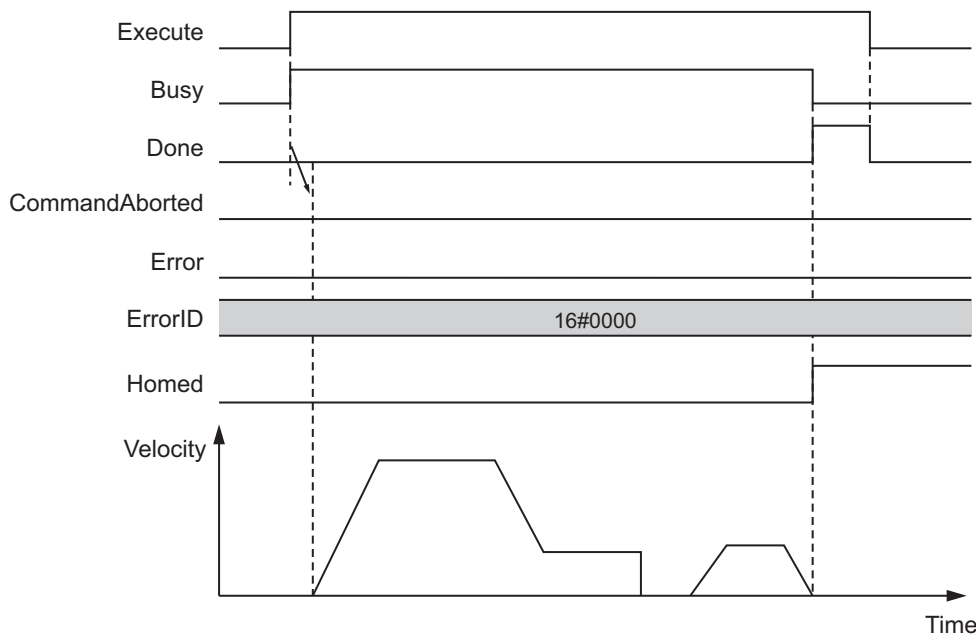 Execute
Busy
Done
CommandAborted
Error
ErrorID
16#0000
Homed
Velocity
Time